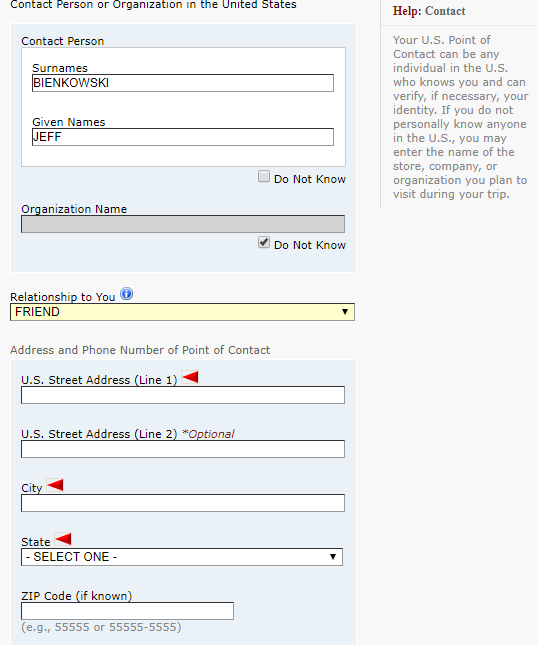 Contact Person or Organization in the United States
Contact Person
Surnames
BIENKOWSKI
Given Names
JEFF
Do Not Know
Organization Name
Do Not Know
Relationship to You
FRIEND
Address and Phone Number of Point of Contact
U.S. Street Address (Line 1)
U.S. Street Address (Line 2) *Optional
City
State
- SELECT ONE -
ZIP Code (if known)
(e.g., 55555 or 55555-5555)
Help: Contact
Your U.S. Point of
Contact can be any
individual in the U.S.
who knows you and can
verify, if necessary, your
identity. If you do not
personally know anyone
in the U.S., you may
enter the name of the
store, company, or
organization you plan to
visit during your trip.